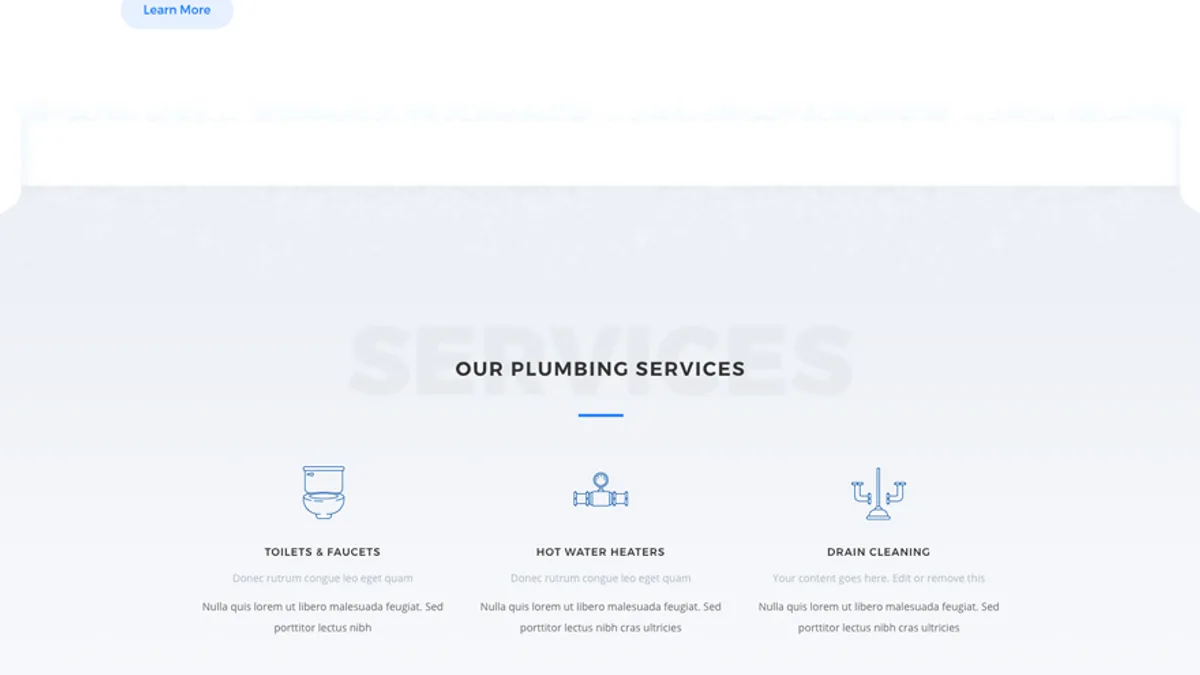 Learn More
SERVICES
OUR PLUMBING SERVICES
TOILETS & FAUCETS
Donec rutrum congue leo eget quam
Nulla quis lorem ut libero malesuada feugiat. Sed
porttitor lectus nibh
HOT WATER HEATERS
Donec rutrum congue leo eget quam
Nulla quis lorem ut libero malesuada feugiat. Sed
porttitor lectus nibh cras ultricies
DRAIN CLEANING
Your content goes here. Edit or remove this
Nulla quis lorem ut libero malesuada feugiat. Sed
porttitor lectus nibh cras ultricies